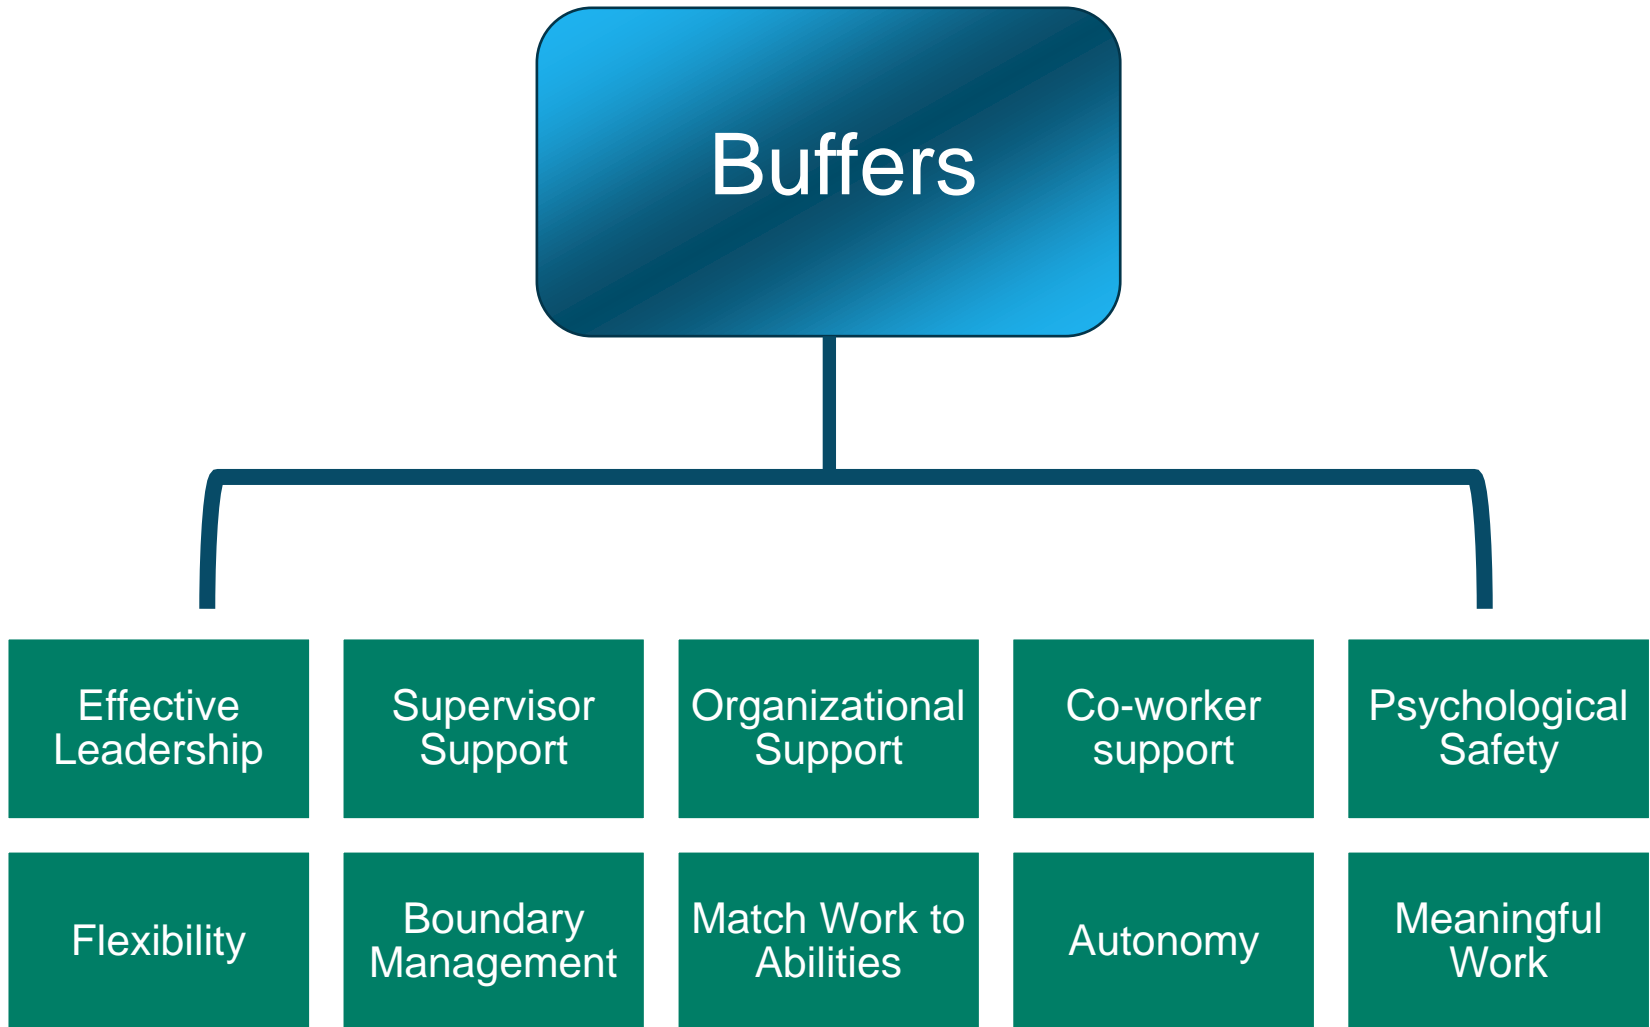 Buffers
Effective
Leadership
Supervisor
Support
Organizational
Support
Co-worker
support
Psychological
Safety
Flexibility
Boundary
Management
Match Work to
Abilities
Autonomy
Meaningful
Work